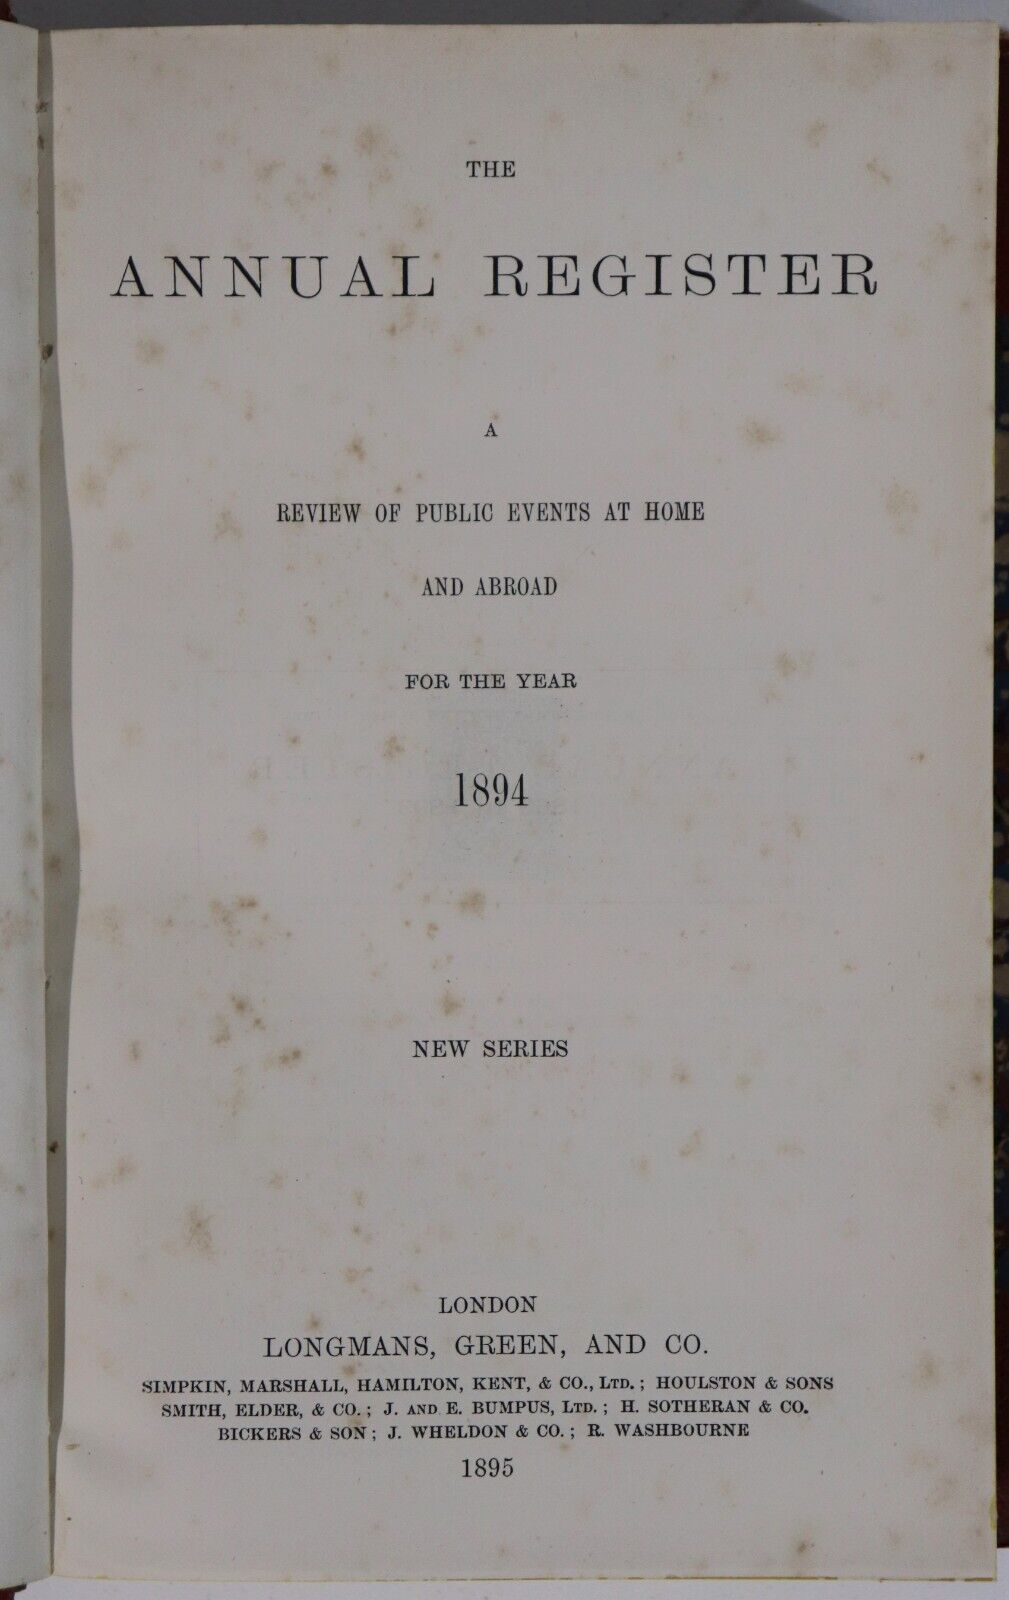 THE
ANNUAL REGISTER
A
REVIEW OF PUBLIC EVENTS AT HOME
AND ABROAD
FOR THE YEAR
1894
NEW SERIES
LONDON
LONGMANS, GREEN, AND CO.
SIMPKIN, MARSHALL, HAMILTON, KENT, & CO., LTD.; HOULSTON & SONS
SMITH, ELDER, & CO.; J. AND E. BUMPUS, LTD.; H. SOTHERAN & CO.
BICKERS & SON; J. WHELDON & CO.; R. WASHBOURNE
1895